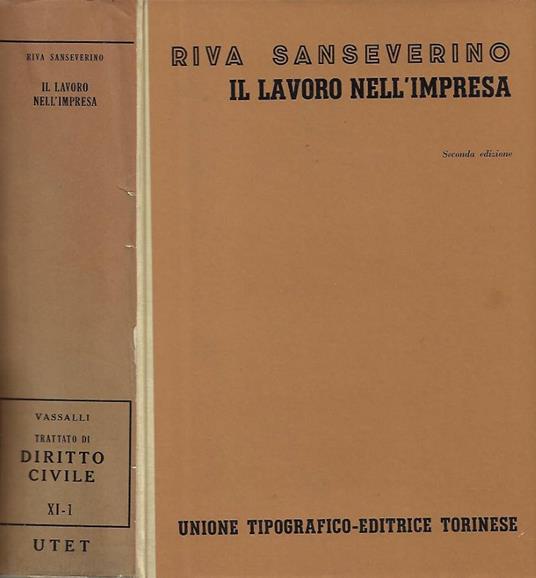 RIVA SANSEVERINO
IL LAVORO
NELL'IMPRESA
VASSALLI
TRATTATO DI
DIRITTO
CIVILE
XI-1
UTET
RIVA SANSEVERINO
IL LAVORO NELL'IMPRESA
Seconda edizione
UNIONE TIPOGRAFICO-EDITRICE TORINESE